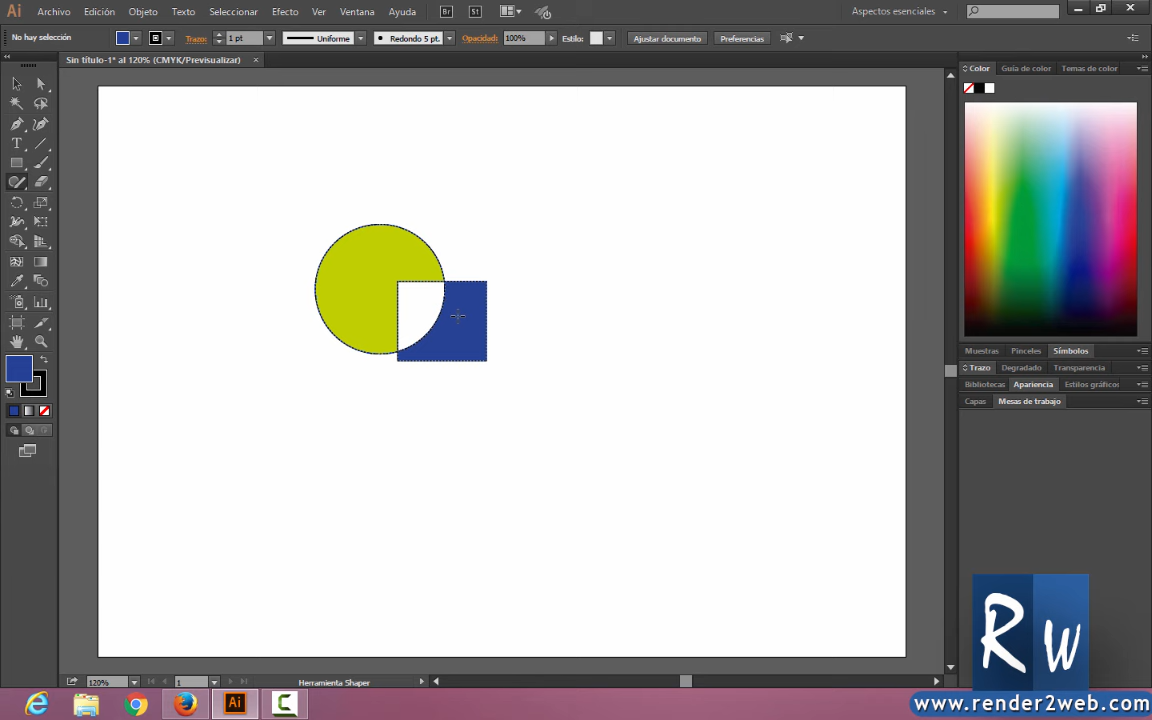 Ai Archivo Edición Objeto Texto Seleccionar Efecto Ver Ventana Ayuda Br St Aspectos esenciales
No hay selección Trazo: 1 pt Uniforme Redondo 5 pt. Opacidad: 100% Estilo: Ajustar documento Preferencias
Sin título-1* al 120% (CMYK/Previsualizar) ×
Color Guía de color Temas de color
T
Muestras Pinceles Símbolos
Trazo Degradado Transparencia
Bibliotecas Apariencia Estilos gráficos
Capas Mesas de trabajo
Rw
120% 1 Herramienta Shaper
Ai
www.render2web.com